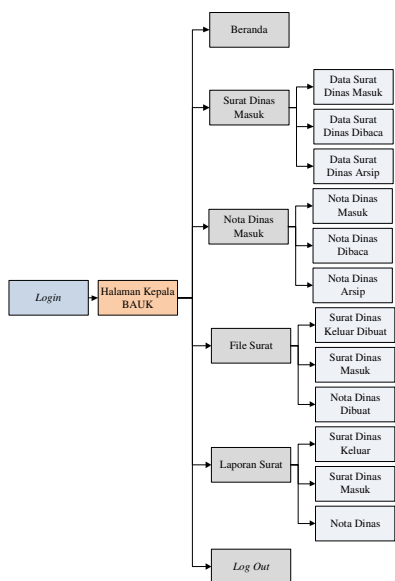 Beranda
Surat Dinas
Masuk
Data Surat
Dinas Masuk
Data Surat
Dinas Dibaca
Data Surat
Dinas Arsip
Nota Dinas
Masuk
Nota Dinas
Masuk
Nota Dinas
Dibaca
Nota Dinas
Arsip
Login
Halaman Kepala
BAUK
File Surat
Surat Dinas
Keluar Dibuat
Surat Dinas
Masuk
Nota Dinas
Dibuat
Laporan Surat
Surat Dinas
Keluar
Surat Dinas
Masuk
Nota Dinas
Log Out